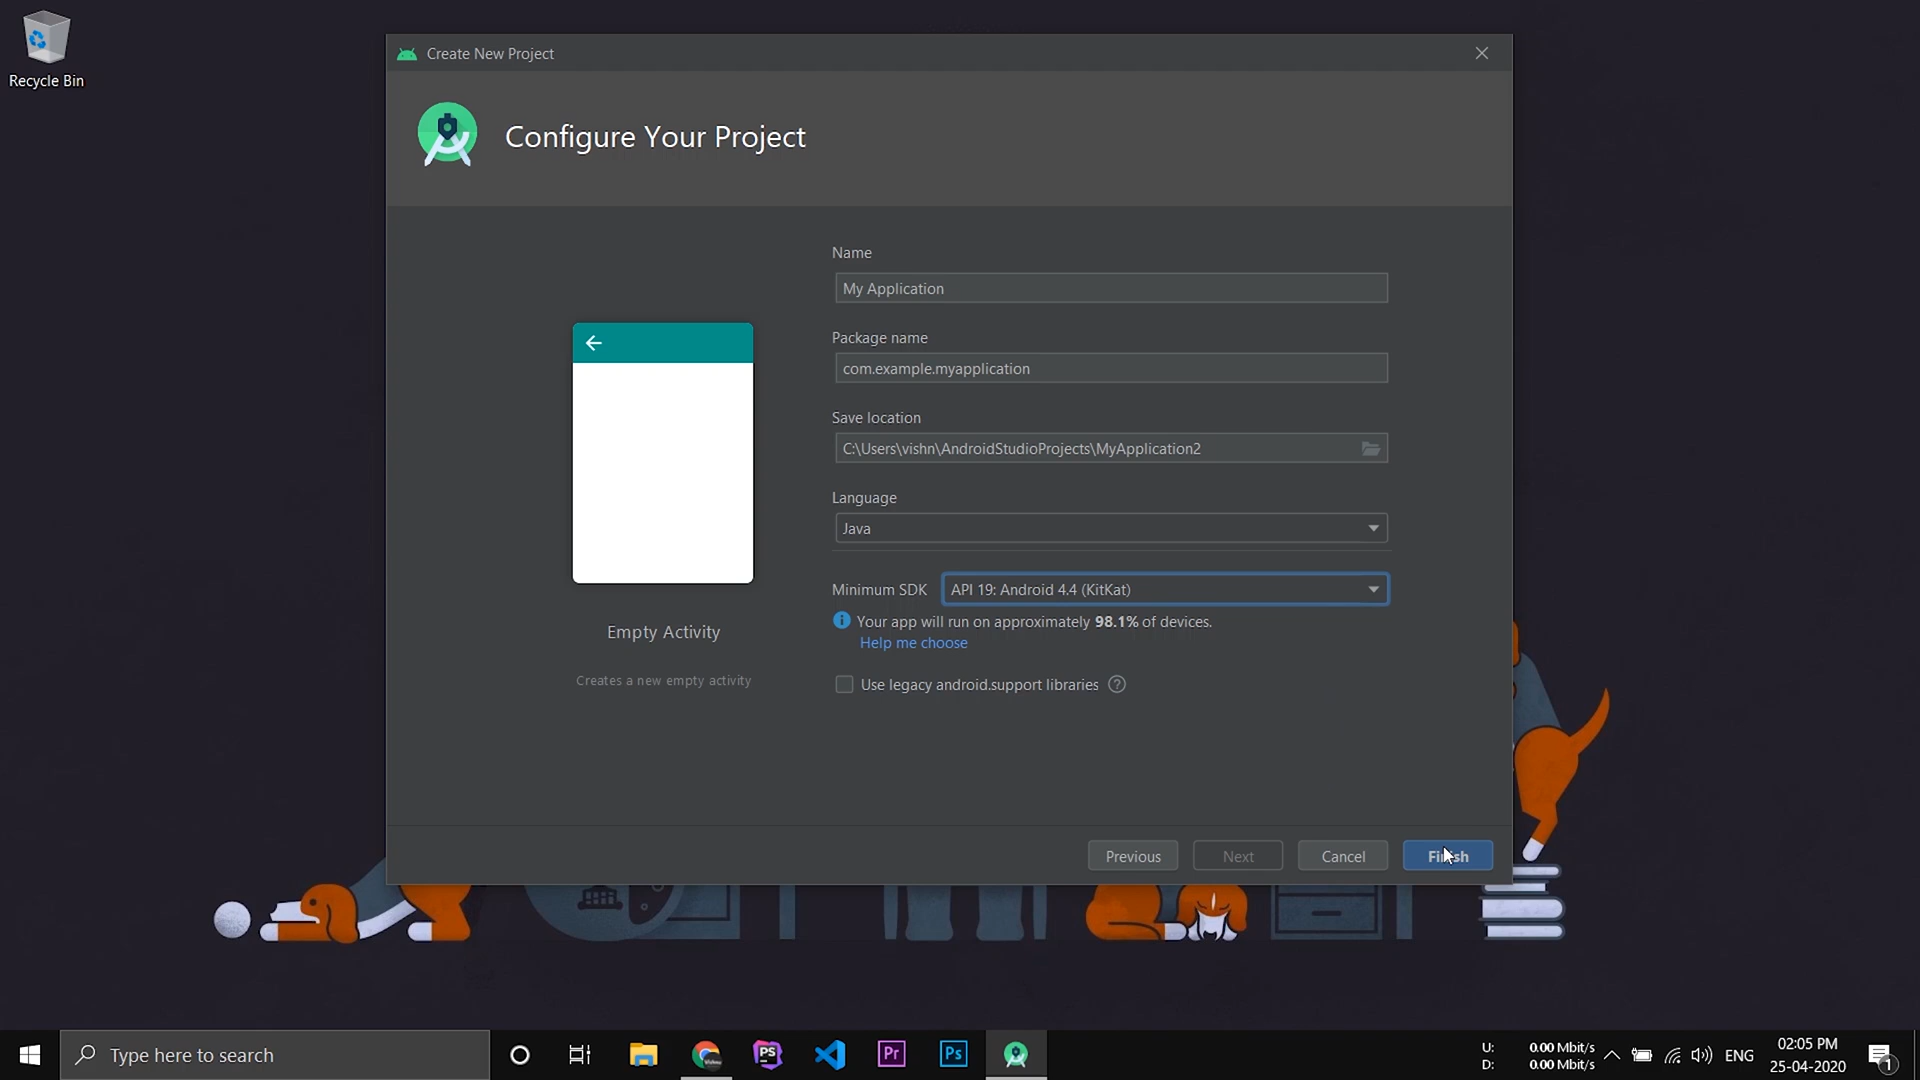 Recycle Bin
Create New Project
Configure Your Project
Name
My Application
Package name
com.example.myapplication
Save location
C:\Users\vishn\AndroidStudioProjects\MyApplication2
Language
Java
Minimum SDK API 19: Android 4.4 (KitKat)
Your app will run on approximately 98.1% of devices.
Help me choose
Use legacy android.support libraries ?
Empty Activity
Creates a new empty activity
Previous Next Cancel Finish
Type here to search
PS
Pr
Ps
U: 0.00 Mbit/s
D: 0.00 Mbit/s
ENG
02:05 PM
25-04-2020
1